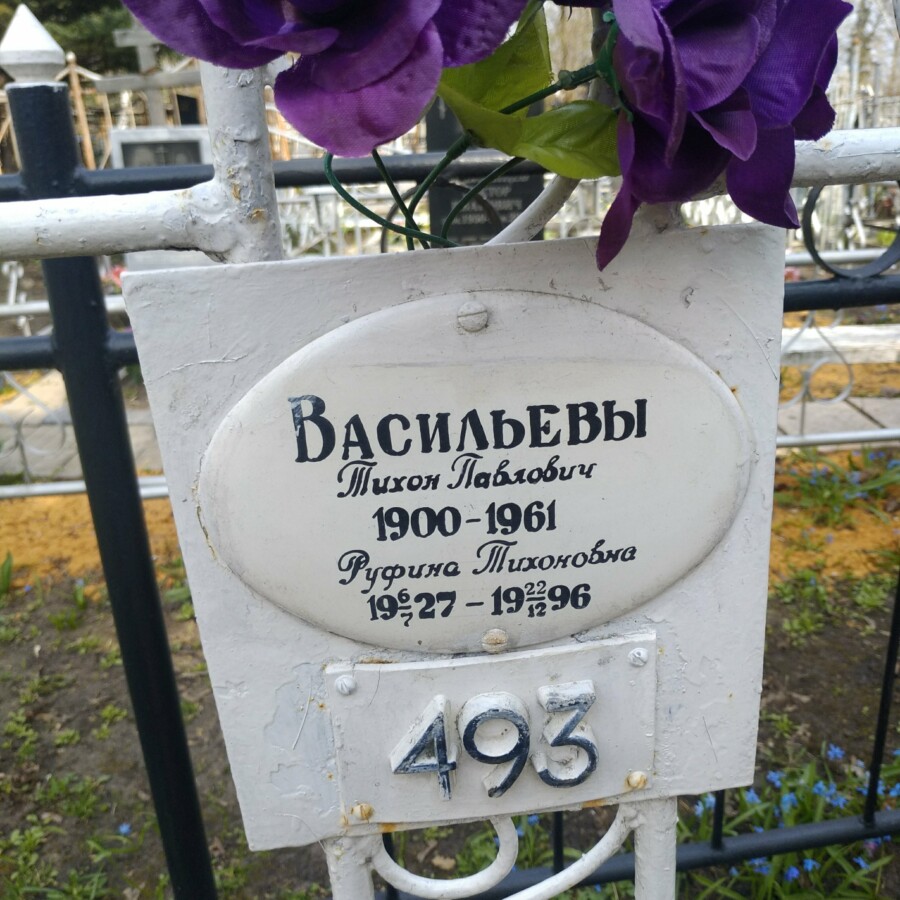 Васильевы
Тихон Павлович
1900-1961
Руфина Тихоновна
19 6/7 27 - 19 22/12 96
493